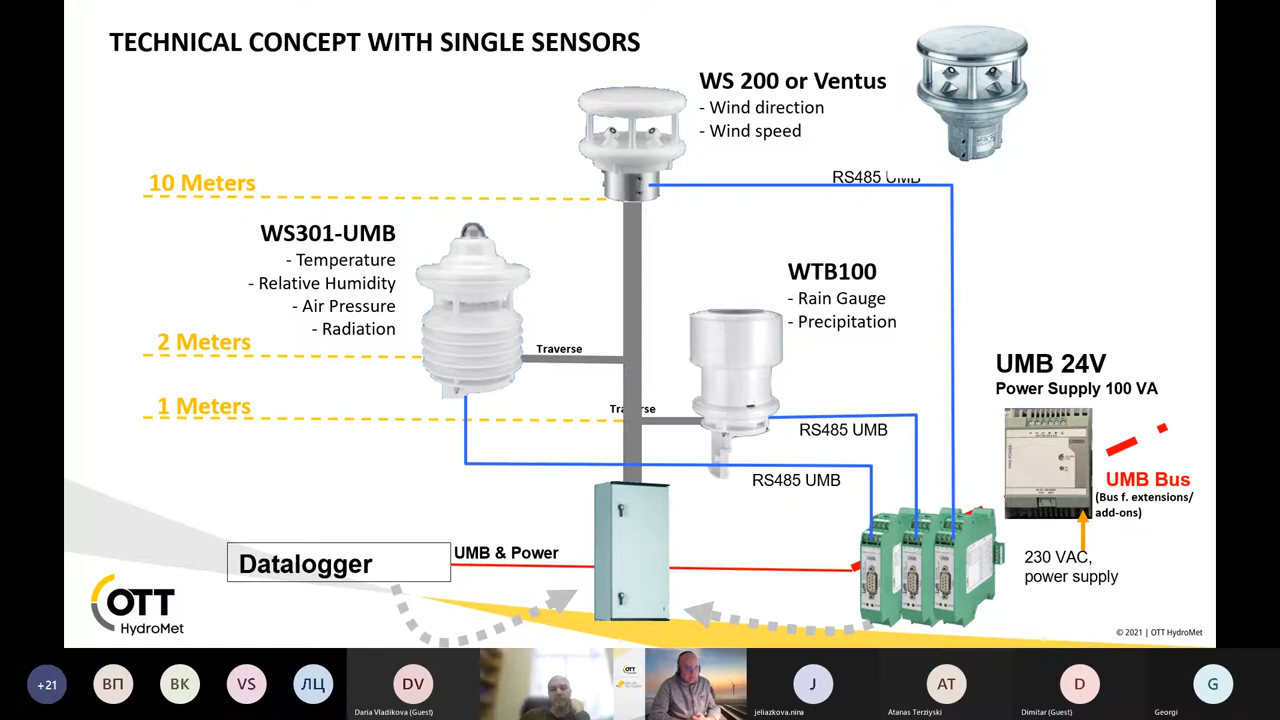 TECHNICAL CONCEPT WITH SINGLE SENSORS
WS 200 or Ventus
- Wind direction
- Wind speed
RS485 UMB
10 Meters
WS301-UMB
- Temperature
- Relative Humidity
- Air Pressure
- Radiation
WTB100
- Rain Gauge
- Precipitation
2 Meters
Traverse
UMB 24V
Power Supply 100 VA
1 Meters
Traverse
RS485 UMB
RS485 UMB
UMB Bus
(Bus f. extensions/
add-ons)
Datalogger
UMB & Power
230 VAC,
power supply
OTT
HydroMet
© 2021 | OTT HydroMet
+21
ВП
ВК
VS
ЛЦ
DV
Daria Vladikova (Guest)
OTT
J
jeliazkova.nina
AT
Atanas Terziyski
D
Dimitar (Guest)
G
Georgi